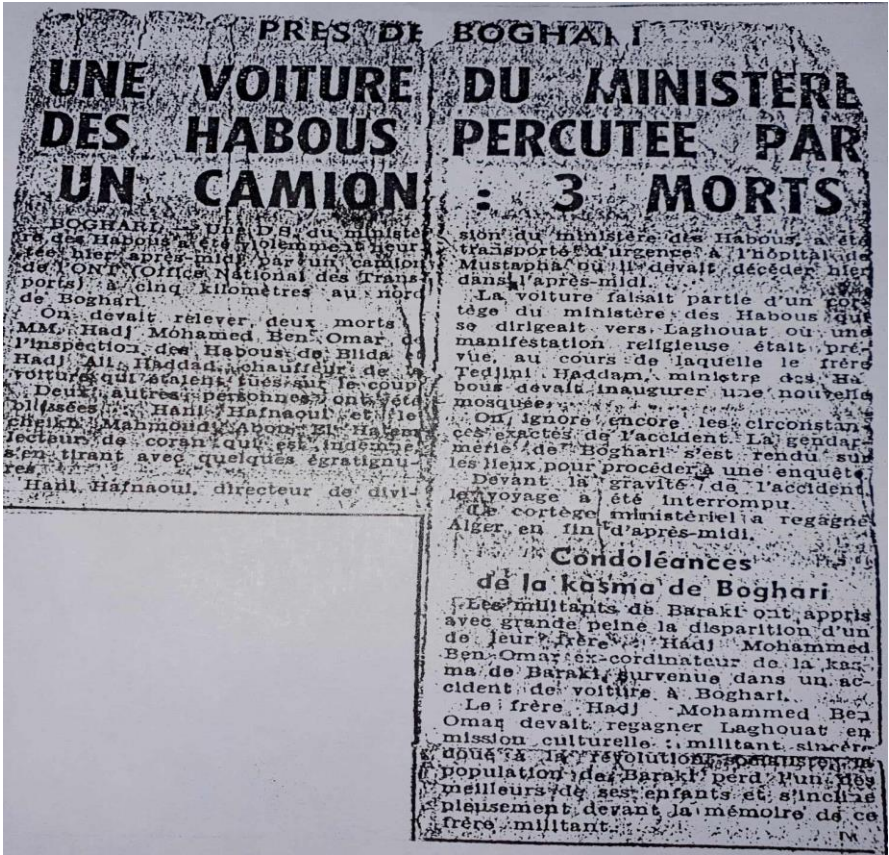 PRES DE BOGHARI
UNE VOITURE DU MINISTERE
DES HABOUS PERCUTEE PAR
UN CAMION : 3 MORTS
BOGHARI. — Une D.S. du ministè-
re des Habous a été violemment heur-
tée hier après-midi par un camion
de l'ONT (Office National des Trans-
ports) à cinq kilomètres au nord
de Boghari.
On devait relever deux morts
MM. Hadj Mohamed Ben Omar de
l'inspection des Habous de Blida et
Hadj Ali Haddad, chauffeur de la
voiture qui étaient tués sur le coup
Deux autres personnes ont été
blessées : Hani Hafnaoui et le
cheikh Mahmoudy Abou El Hatem
lecteur de coran qui est indemne,
s'en tirant avec quelques égratignu-
res.
Hani Hafnaoui, directeur de divi-
sion du ministère des Habous, a été
transporté d'urgence à l'hôpital de
Mustapha où il devait décéder hier
dans l'après-midi.
La voiture faisait partie d'un cor-
tège du ministère des Habous qui
se dirigeait vers Laghouat où une
manifestation religieuse était pré-
vue, au cours de laquelle le frère
Tedjini Haddam, ministre des Ha-
bous devait inaugurer une nouvelle
mosquée.
On ignore encore les circonstan-
ces exactes de l'accident. La gendar-
merie de Boghari s'est rendu sur
les lieux pour procéder à une enquête
Devant la gravité de l'accident
le voyage a été interrompu.
Le cortège ministériel a regagné
Alger en fin d'après-midi.
Condoléances
de la kasma de Boghari
Les militants de Baraki ont appris
avec grande peine la disparition d'un
de leur frère : Hadj Mohammed
Ben Omar ex-cordinateur de la kas-
ma de Baraki, survenue dans un ac-
cident de voiture à Boghari.
Le frère Hadj Mohammed Ben
Omar devait regagner Laghouat en
mission culturelle : militant sincère
doué à la révolution socialiste, la
population de Baraki perd l'un des
meilleurs de ses enfants et s'incline
pieusement devant la mémoire de ce
frère militant.